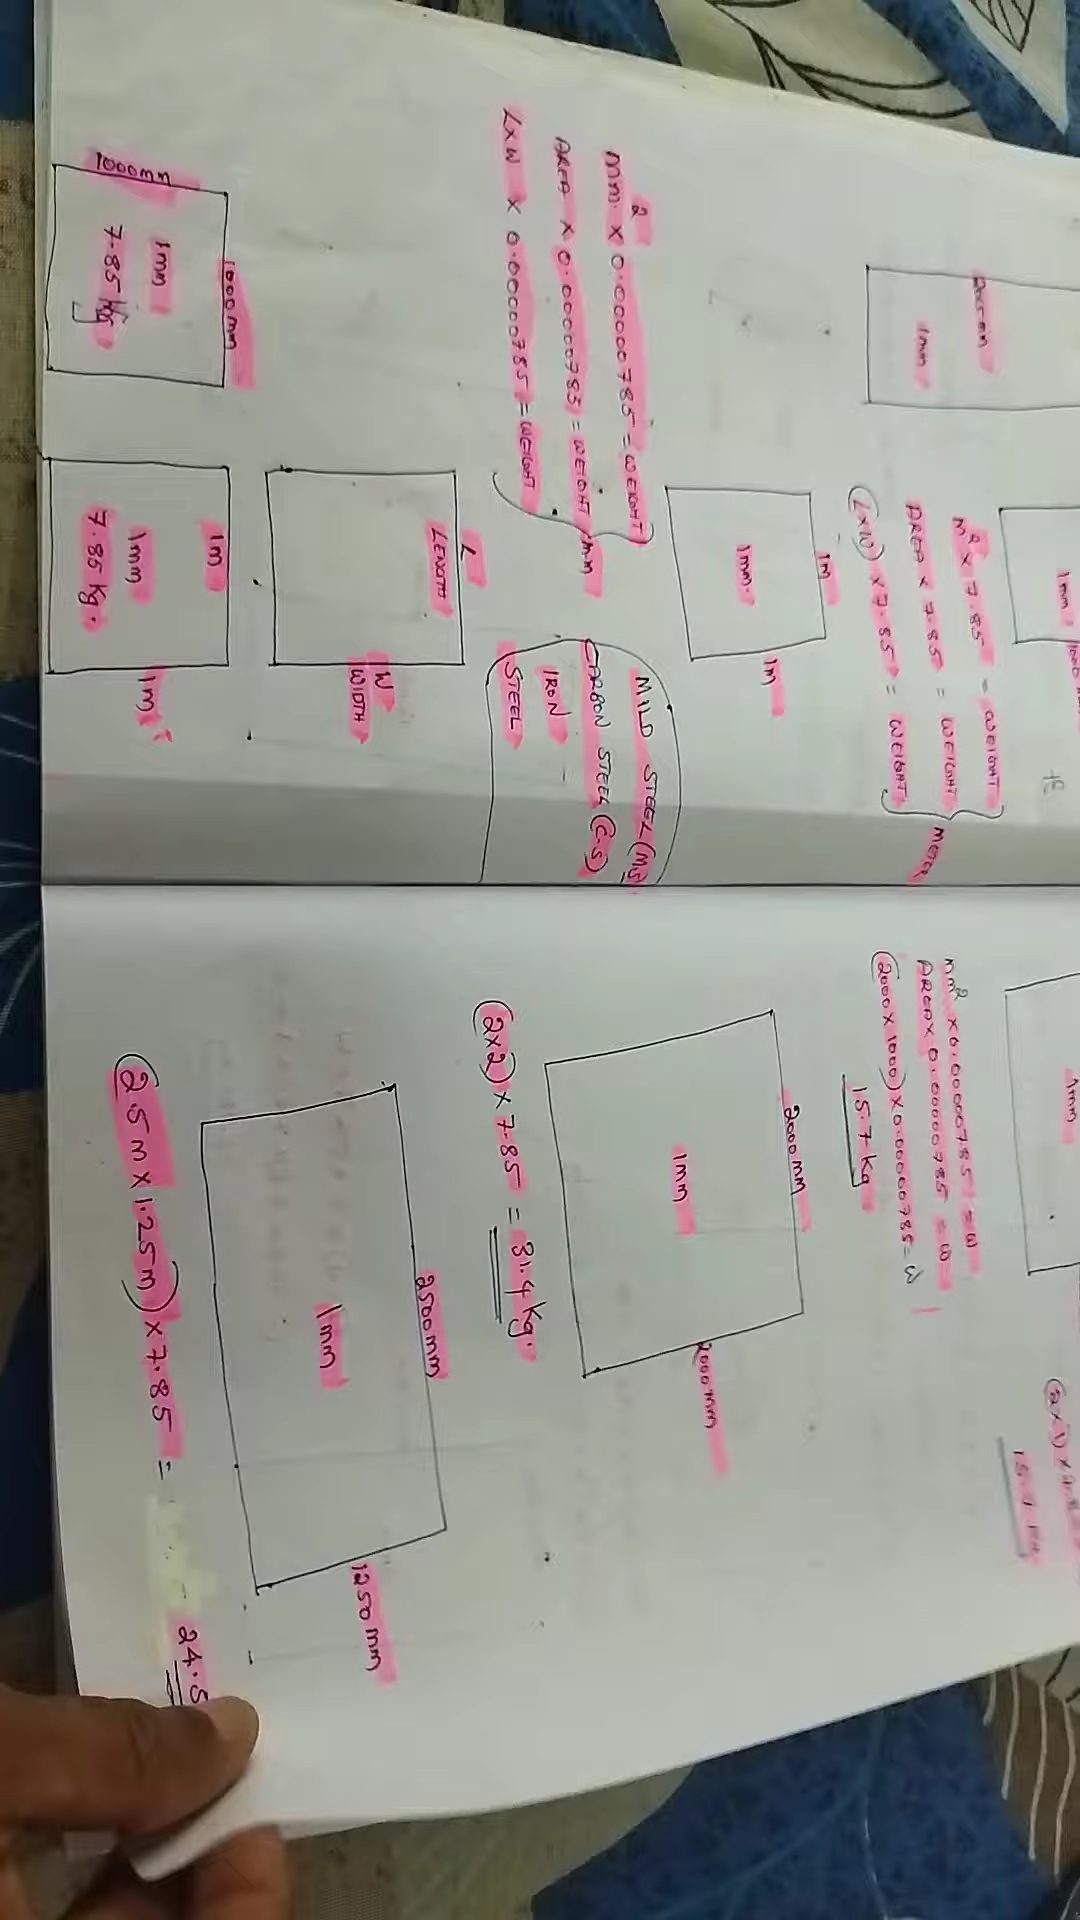 2000mm
1mm
1mm
M² × 7.85 = WEIGHT
AREA × 7.85 = WEIGHT
(L×W) × 7.85 = WEIGHT
METER
1m
1mm.
1m
mm² × 0.00000785 = WEIGHT
AREA × 0.00000785 = WEIGHT
L×W × 0.00000785 = WEIGHT
mm
MILD STEEL (MS)
CARBON STEEL (C-S)
IRON
STEEL
L
LENGTH
W
WIDTH
1000mm
1000mm
1mm
7.85 Kg
1m
1mm
7.85 Kg.
1m
1mm
mm² × 0.00000785 = W
AREA × 0.00000785 = W
(2000 × 1000) × 0.00000785 = W
15.7 Kg
2000mm
1mm
2000mm
(2×2) × 7.85 = 31.4 Kg.
2500mm
1mm
1250mm
(2.5m × 1.25m) × 7.85 = 24.5